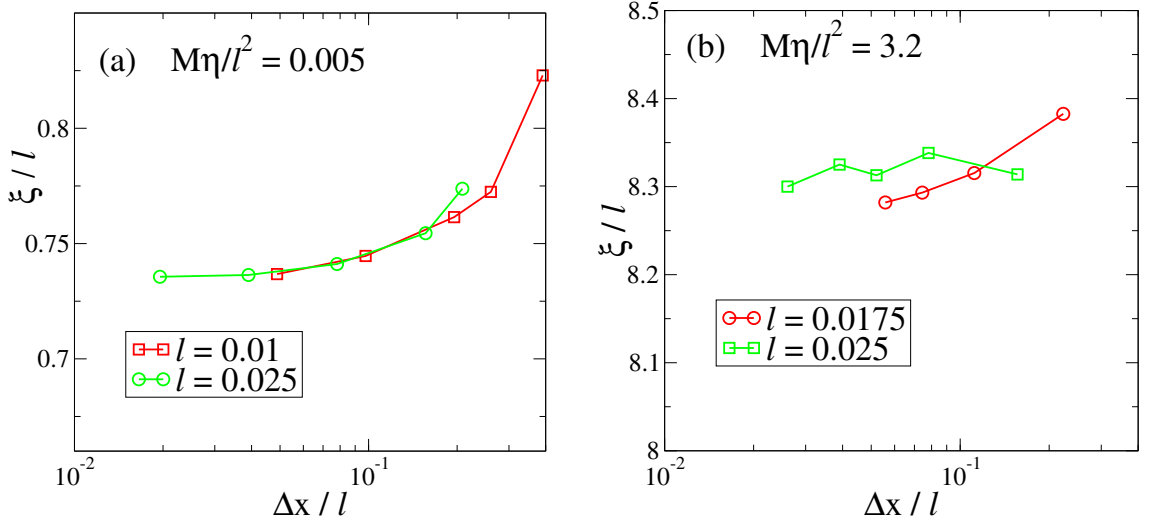 (a) Mη/l² = 0.005
ξ / l
0.8
0.75
0.7
l = 0.01
l = 0.025
10⁻² 10⁻¹
Δx / l
(b) Mη/l² = 3.2
ξ / l
8.5
8.4
8.3
8.2
8.1
8
l = 0.0175
l = 0.025
10⁻² 10⁻¹
Δx / l